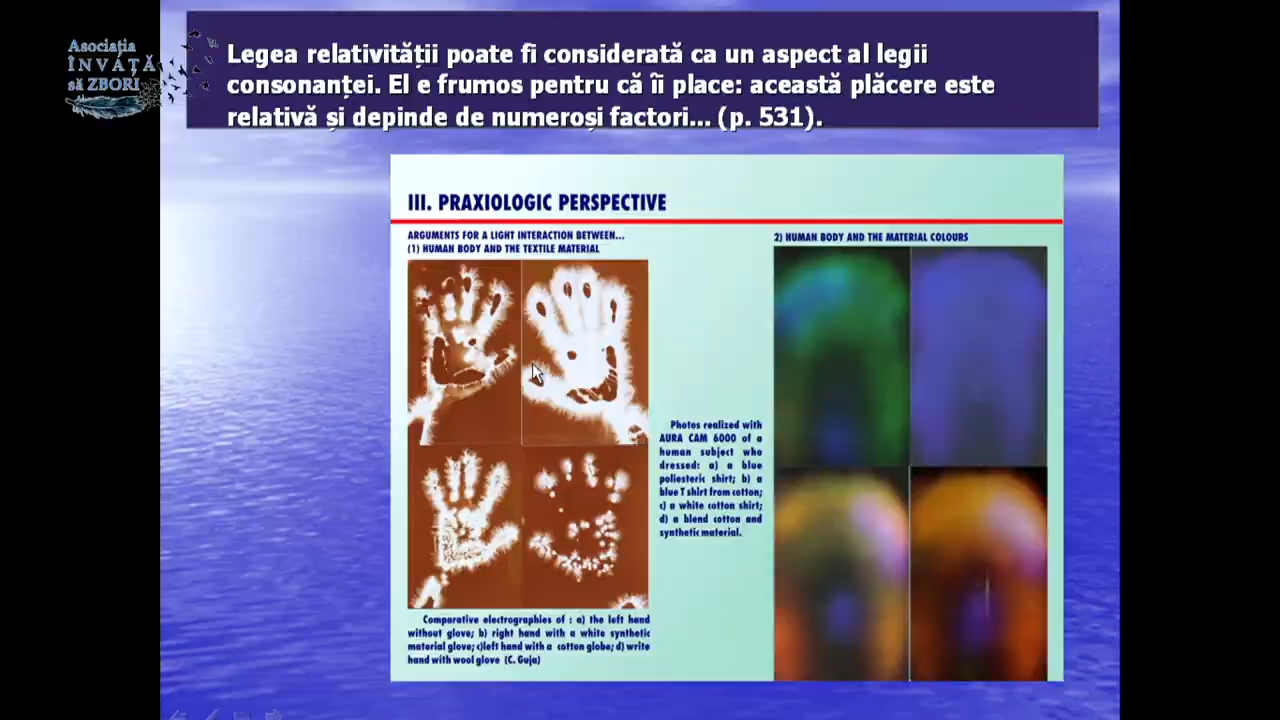 Asociația
ÎNVAȚĂ
să ZBORI
Legea relativității poate fi considerată ca un aspect al legii
consonanței. El e frumos pentru că îi place: această plăcere este
relativă și depinde de numeroși factori... (p. 531).
III. PRAXIOLOGIC PERSPECTIVE
ARGUMENTS FOR A LIGHT INTERACTION BETWEEN...
(1) HUMAN BODY AND THE TEXTILE MATERIAL
2) HUMAN BODY AND THE MATERIAL COLOURS
Photos realized with
AURA CAM 6000 of a
human subject who
dressed: a) a blue
poliesteric shirt; b) a
blue T shirt from cotton;
c) a white cotton shirt;
d) a blend cotton and
synthetic material.
Comparative electrographies of : a) the left hand
without glove; b) right hand with a white synthetic
material glove; c)left hand with a cotton globe; d) write
hand with wool glove (C. Guja)